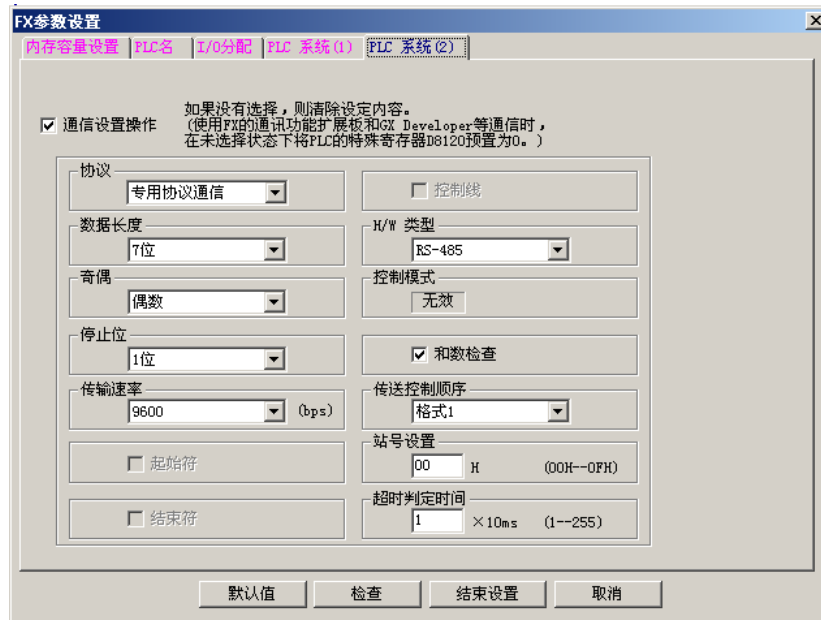 FX参数设置
内存容量设置 PLC名 I/O分配 PLC 系统(1) PLC 系统(2)
如果没有选择，则清除设定内容。
通信设置操作 (使用FX的通讯功能扩展板和GX Developer等通信时，
在未选择状态下将PLC的特殊寄存器D8120预置为0。)
协议
专用协议通信
控制线
数据长度
7位
H/W 类型
RS-485
奇偶
偶数
控制模式
无效
停止位
1位
和数检查
传输速率
9600 (bps)
传送控制顺序
格式1
起始符
站号设置
00 H (00H--0FH)
结束符
超时判定时间
1 ×10ms (1--255)
默认值 检查 结束设置 取消